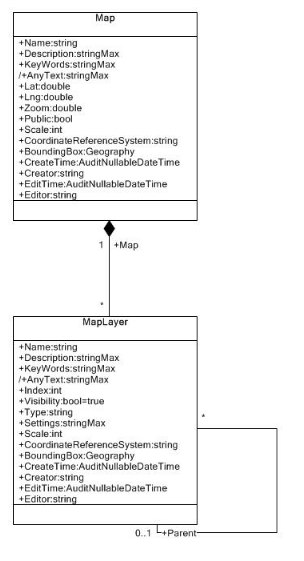 Map
+Name:string
+Description:stringMax
+KeyWords:stringMax
/+AnyText:stringMax
+Lat:double
+Lng:double
+Zoom:double
+Public:bool
+Scale:int
+CoordinateReferenceSystem:string
+BoundingBox:Geography
+CreateTime:AuditNullableDateTime
+Creator:string
+EditTime:AuditNullableDateTime
+Editor:string
1 +Map
*
MapLayer
+Name:string
+Description:stringMax
+KeyWords:stringMax
/+AnyText:stringMax
+Index:int
+Visibility:bool=true
+Type:string
+Settings:stringMax
+Scale:int
+CoordinateReferenceSystem:string
+BoundingBox:Geography
+CreateTime:AuditNullableDateTime
+Creator:string
+EditTime:AuditNullableDateTime
+Editor:string
*
0..1 +Parent